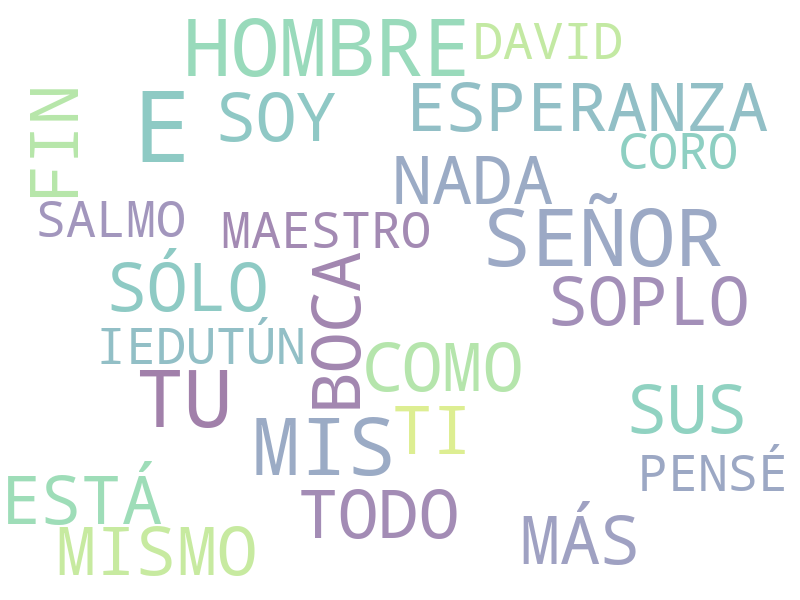 HOMBRE
DAVID
FIN
E
SOY
ESPERANZA
CORO
NADA
SALMO
MAESTRO
SEÑOR
SÓLO
BOCA
SOPLO
IEDUTÚN
COMO
TU
SUS
TI
MIS
PENSÉ
ESTÁ
TODO
MÁS
MISMO